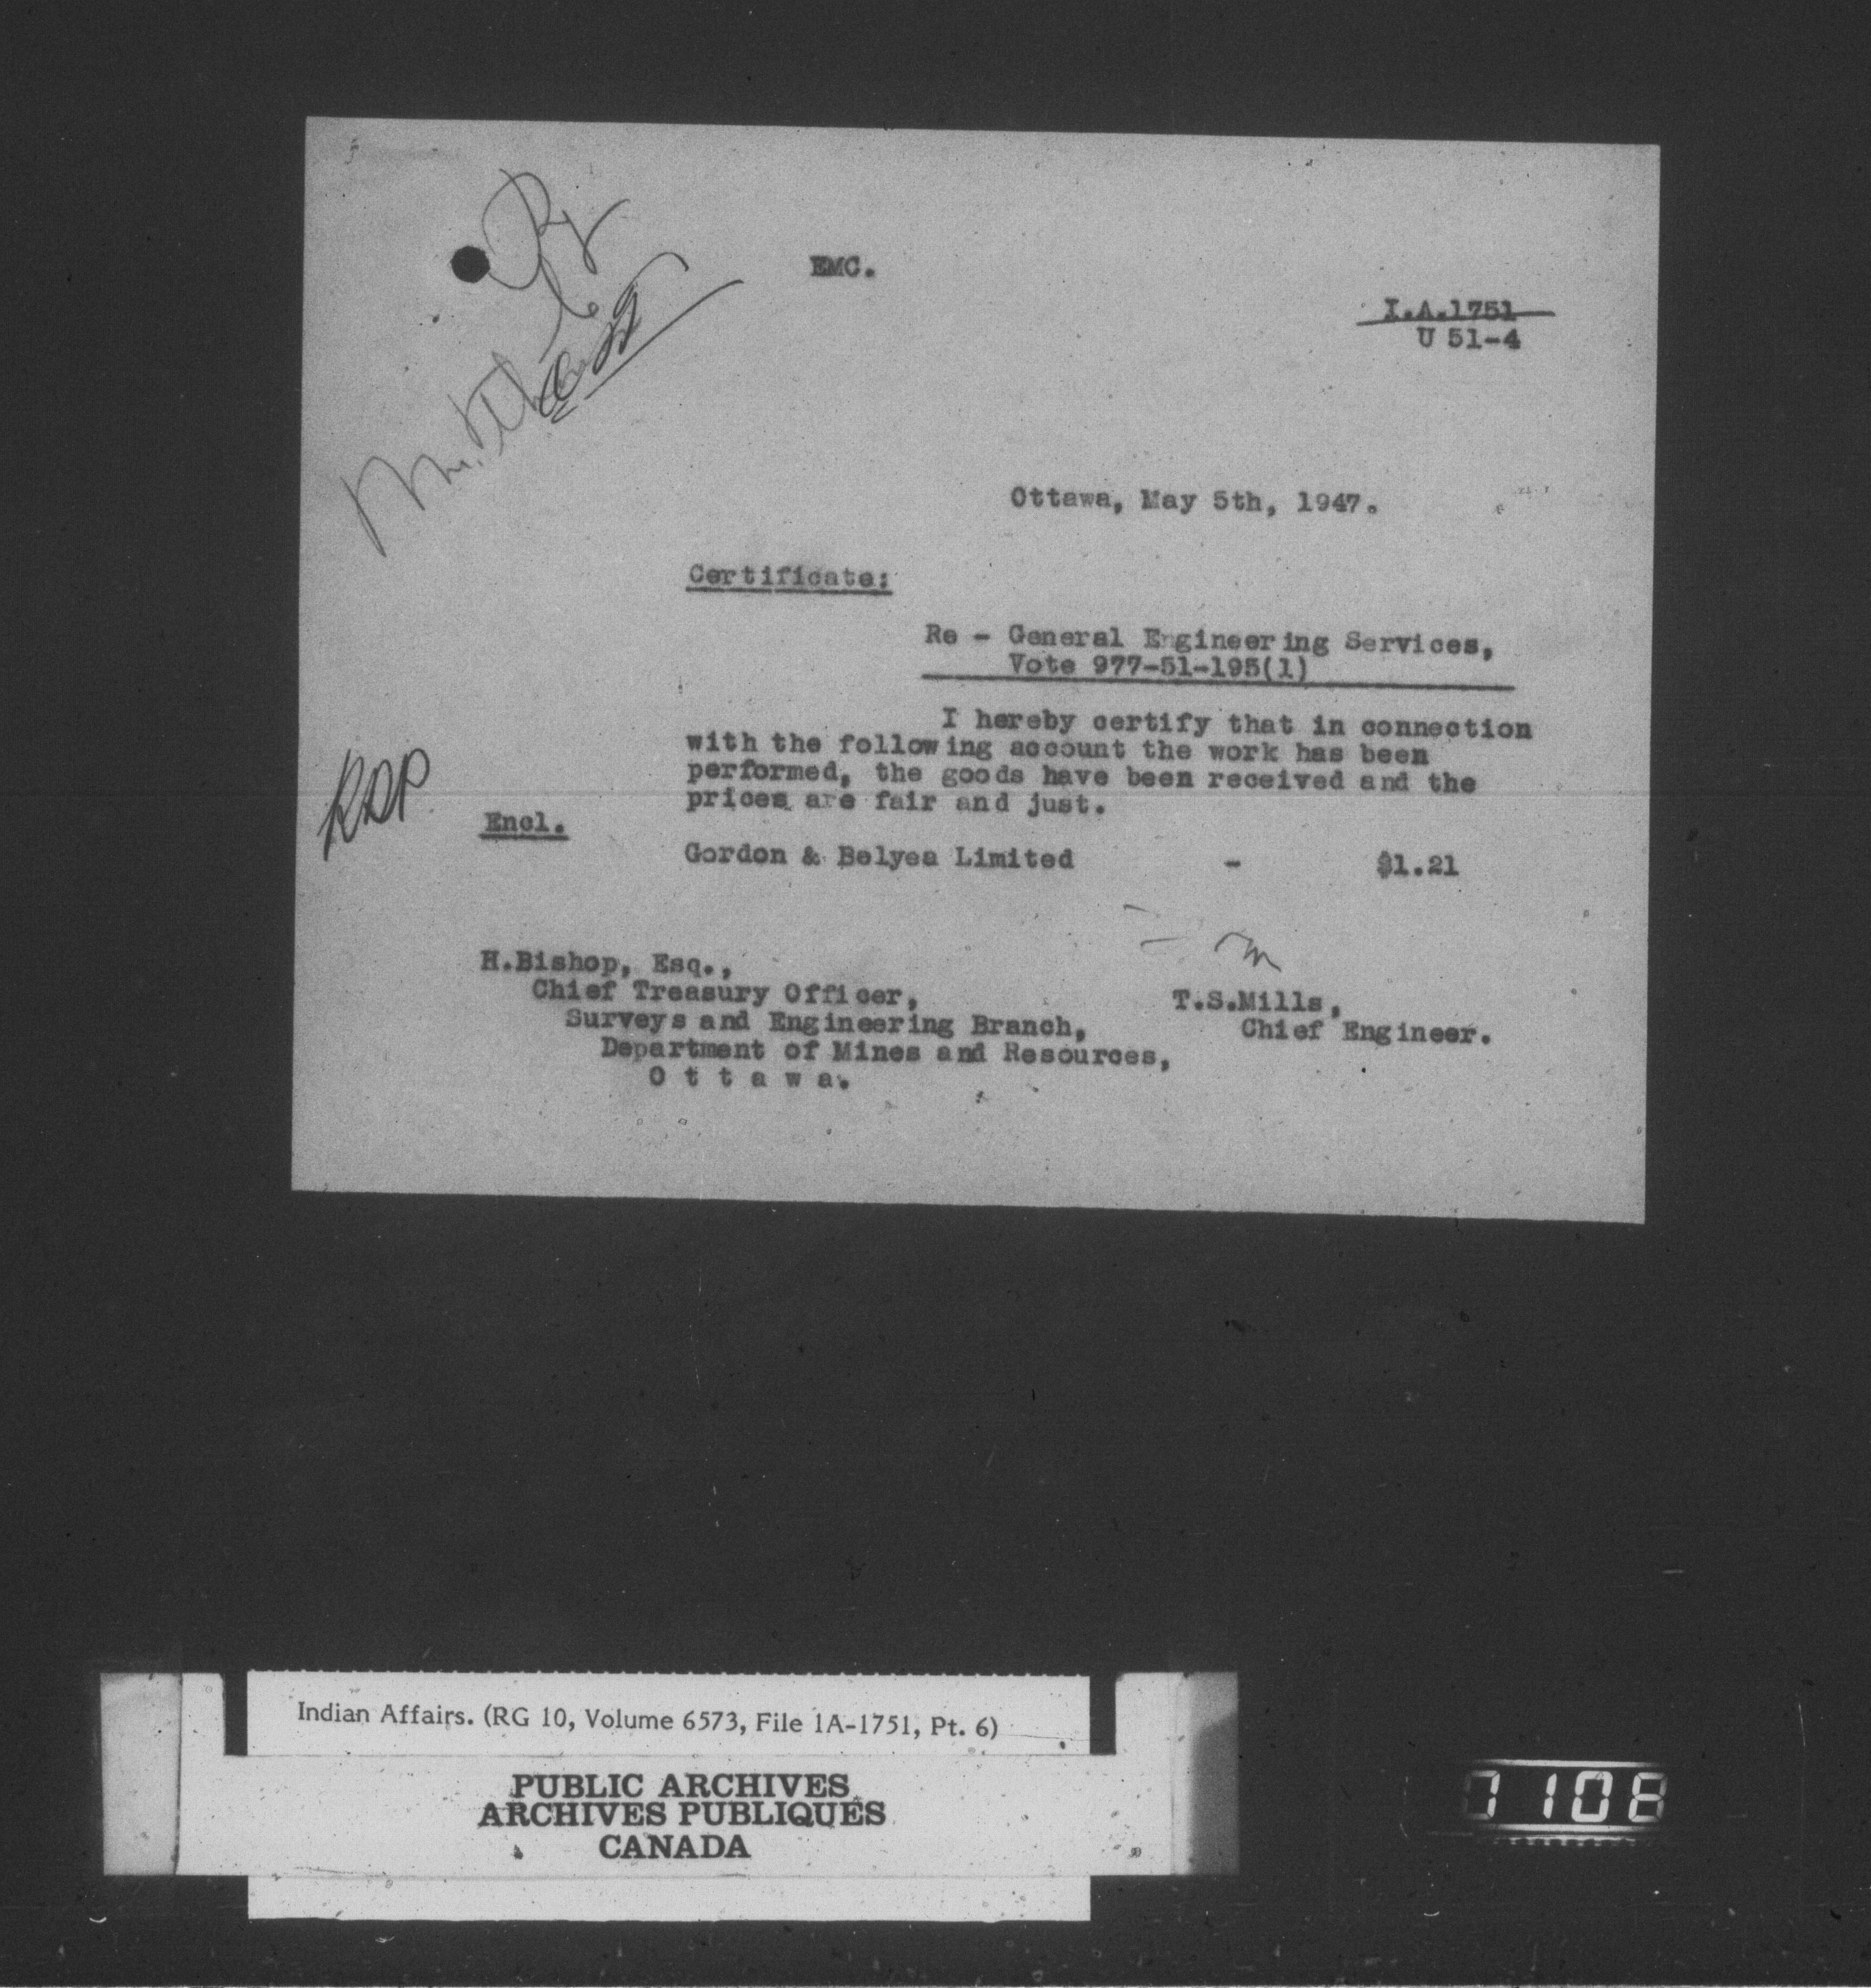 EMC.
I.A.1751
U 51-4
Ottawa, May 5th, 1947.
Certificate:
Re - General Engineering Services,
Vote 977-51-195(1)
I hereby certify that in connection
with the following account the work has been
performed, the goods have been received and the
prices are fair and just.
Encl.
Gordon & Belyea Limited - $1.21
H.Bishop, Esq.,
Chief Treasury Officer,
Surveys and Engineering Branch,
Department of Mines and Resources,
O t t a w a.
T.S.Mills,
Chief Engineer.
Indian Affairs. (RG 10, Volume 6573, File 1A-1751, Pt. 6)
PUBLIC ARCHIVES
ARCHIVES PUBLIQUES
CANADA
7108